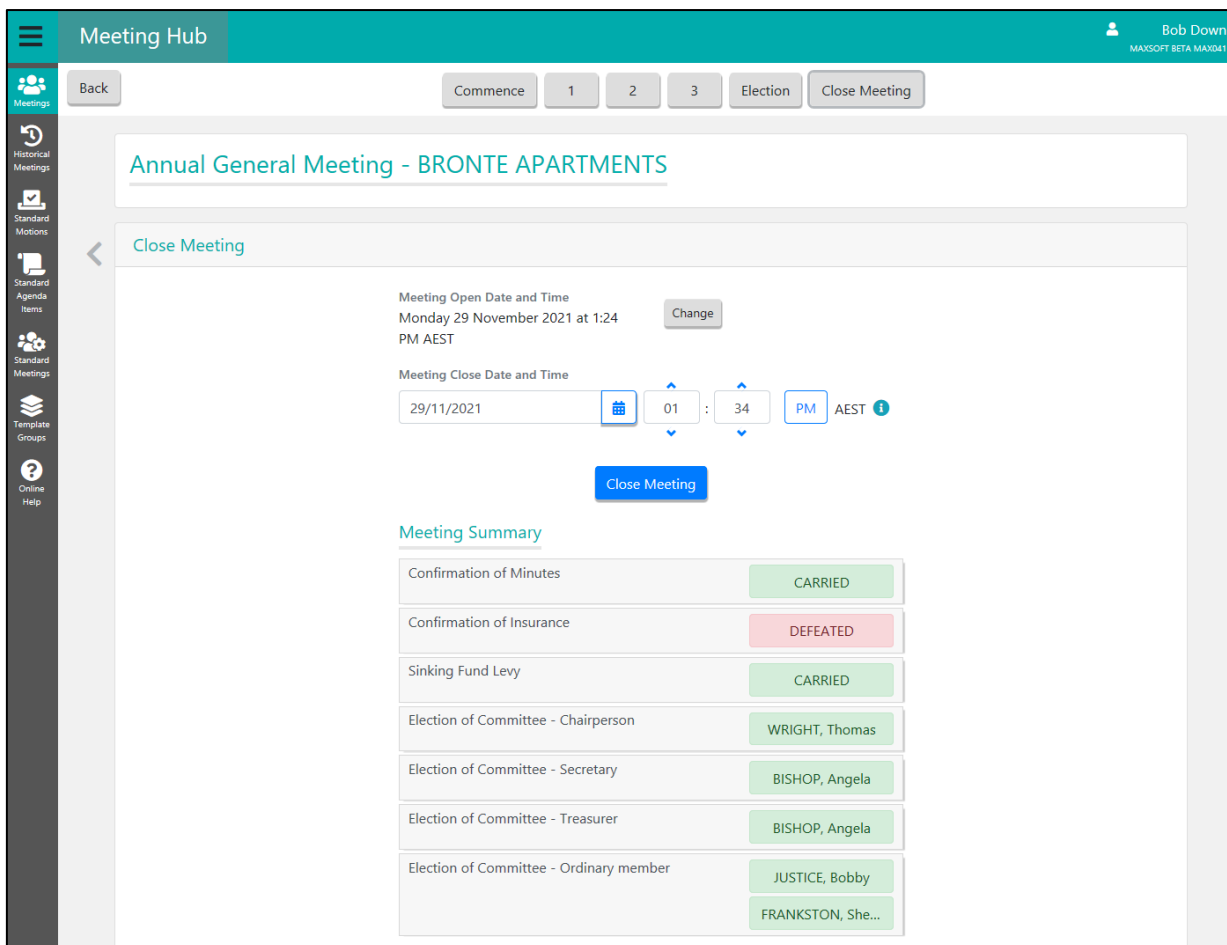 Meeting Hub
Bob Down
MAXSOFT BETA MAX041
Meetings
Historical
Meetings
Standard
Motions
Standard
Agenda
Items
Standard
Meetings
Template
Groups
Online
Help
Back
Commence
1
2
3
Election
Close Meeting
Annual General Meeting - BRONTE APARTMENTS
Close Meeting
Meeting Open Date and Time
Monday 29 November 2021 at 1:24
PM AEST
Change
Meeting Close Date and Time
29/11/2021 01 : 34 PM AEST
Close Meeting
Meeting Summary
Confirmation of Minutes CARRIED
Confirmation of Insurance DEFEATED
Sinking Fund Levy CARRIED
Election of Committee - Chairperson WRIGHT, Thomas
Election of Committee - Secretary BISHOP, Angela
Election of Committee - Treasurer BISHOP, Angela
Election of Committee - Ordinary member JUSTICE, Bobby
FRANKSTON, She...